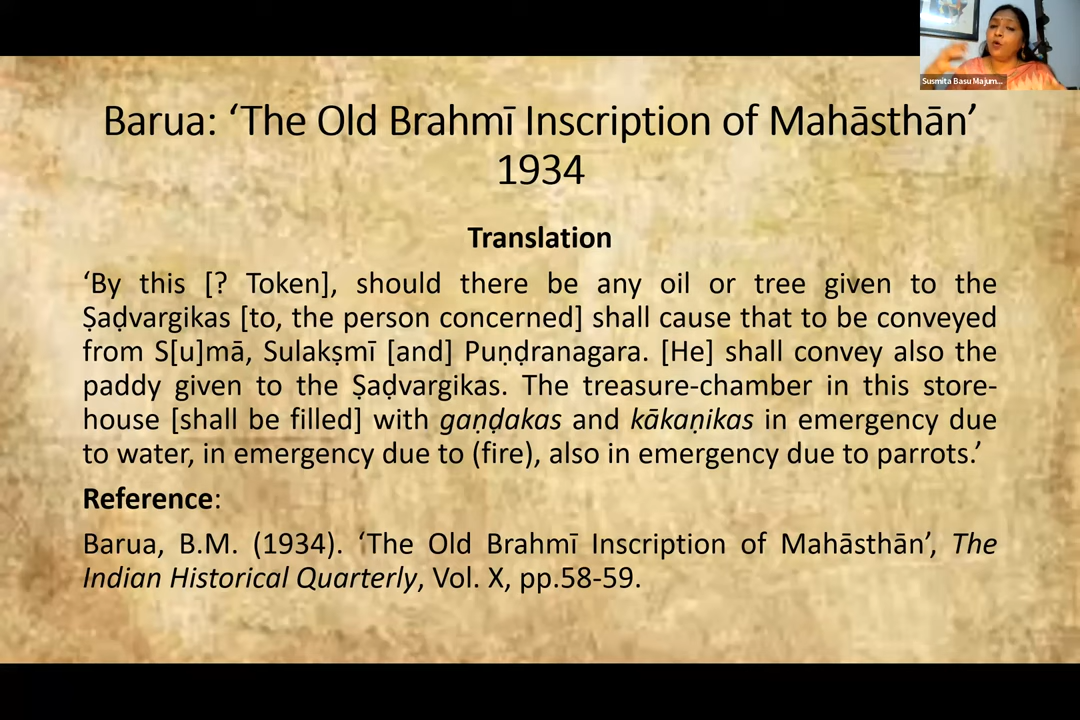 Susmita Basu Majum...
Barua: ‘The Old Brahmī Inscription of Mahāsthān’
1934
Translation
‘By this [? Token], should there be any oil or tree given to the
Ṣaḍvargikas [to, the person concerned] shall cause that to be conveyed
from S[u]mā, Sulakṣmī [and] Puṇḍranagara. [He] shall convey also the
paddy given to the Ṣaḍvargikas. The treasure-chamber in this store-
house [shall be filled] with gaṇḍakas and kākaṇikas in emergency due
to water, in emergency due to (fire), also in emergency due to parrots.’
Reference:
Barua, B.M. (1934). ‘The Old Brahmī Inscription of Mahāsthān’, The
Indian Historical Quarterly, Vol. X, pp.58-59.